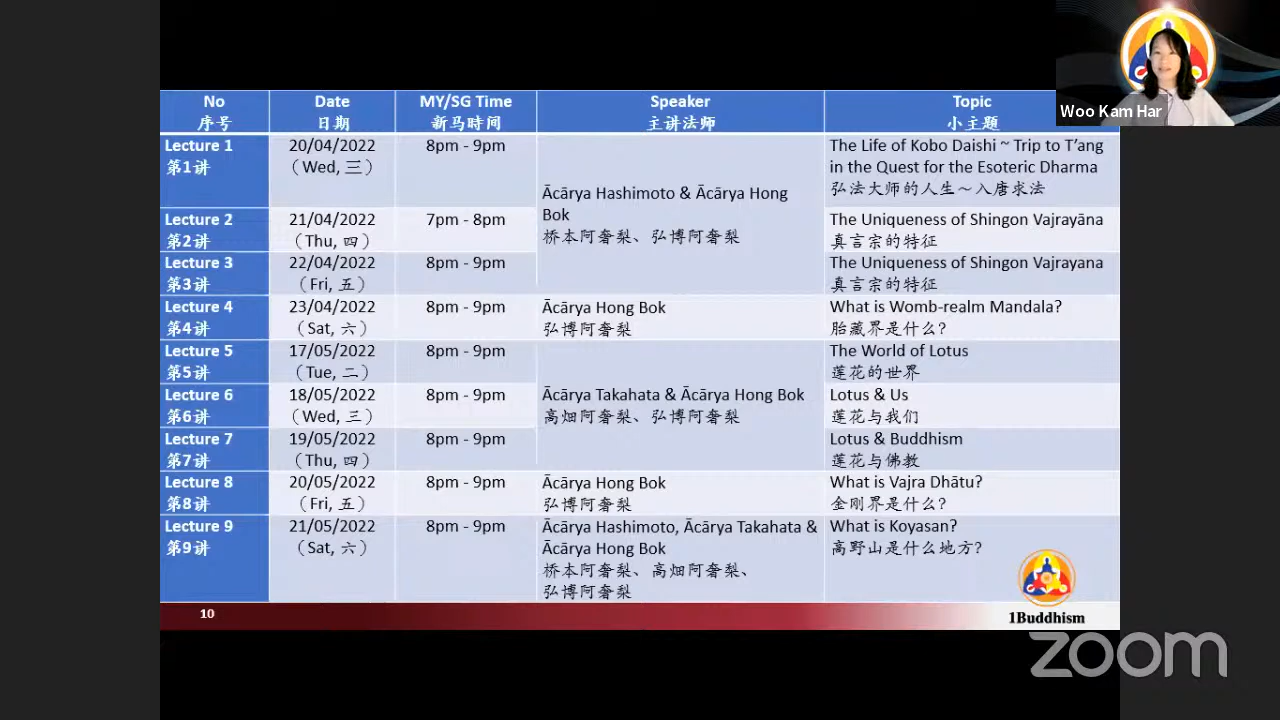 Woo Kam Har
No
序号
Date
日期
MY/SG Time
新马时间
Speaker
主讲法师
Topic
小主题
Lecture 1
第1讲
20/04/2022
（Wed, 三）
8pm - 9pm
Ācārya Hashimoto & Ācārya Hong
Bok
桥本阿奢梨、弘博阿奢梨
The Life of Kobo Daishi ~ Trip to T'ang
in the Quest for the Esoteric Dharma
弘法大师的人生～入唐求法
Lecture 2
第2讲
21/04/2022
（Thu, 四）
7pm - 8pm
The Uniqueness of Shingon Vajrayāna
真言宗的特征
Lecture 3
第3讲
22/04/2022
（Fri, 五）
8pm - 9pm
The Uniqueness of Shingon Vajrayana
真言宗的特征
Lecture 4
第4讲
23/04/2022
（Sat, 六）
8pm - 9pm
Ācārya Hong Bok
弘博阿奢梨
What is Womb-realm Mandala?
胎藏界是什么?
Lecture 5
第5讲
17/05/2022
（Tue, 二）
8pm - 9pm
Ācārya Takahata & Ācārya Hong Bok
高畑阿奢梨、弘博阿奢梨
The World of Lotus
莲花的世界
Lecture 6
第6讲
18/05/2022
（Wed, 三）
8pm - 9pm
Lotus & Us
莲花与我们
Lecture 7
第7讲
19/05/2022
（Thu, 四）
8pm - 9pm
Lotus & Buddhism
莲花与佛教
Lecture 8
第8讲
20/05/2022
（Fri, 五）
8pm - 9pm
Ācārya Hong Bok
弘博阿奢梨
What is Vajra Dhātu?
金刚界是什么?
Lecture 9
第9讲
21/05/2022
（Sat, 六）
8pm - 9pm
Ācārya Hashimoto, Ācārya Takahata &
Ācārya Hong Bok
桥本阿奢梨、高畑阿奢梨、
弘博阿奢梨
What is Koyasan?
高野山是什么地方?
10
1Buddhism
zoom